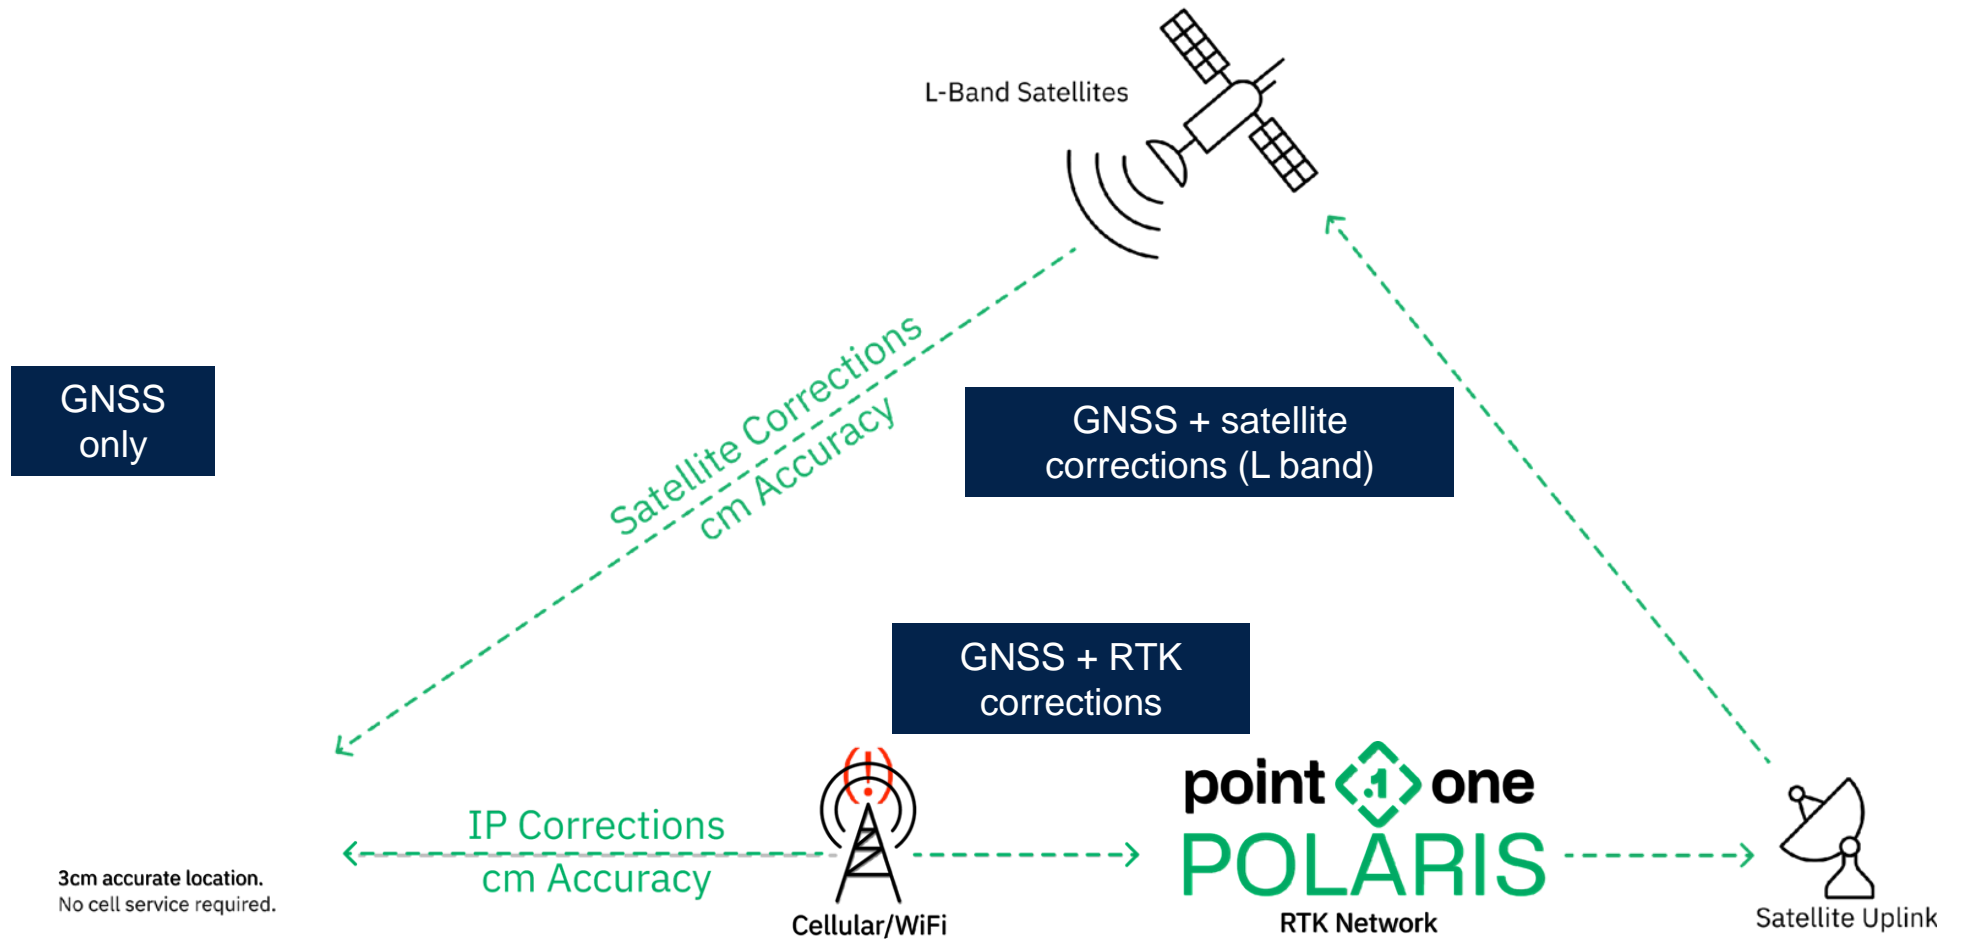 L-Band Satellites
Satellite Corrections
cm Accuracy
GNSS
only
GNSS + satellite
corrections (L band)
GNSS + RTK
corrections
(!)
IP Corrections
cm Accuracy
3cm accurate location.
No cell service required.
Cellular/WiFi
point .1 one
POLARIS
RTK Network
Satellite Uplink